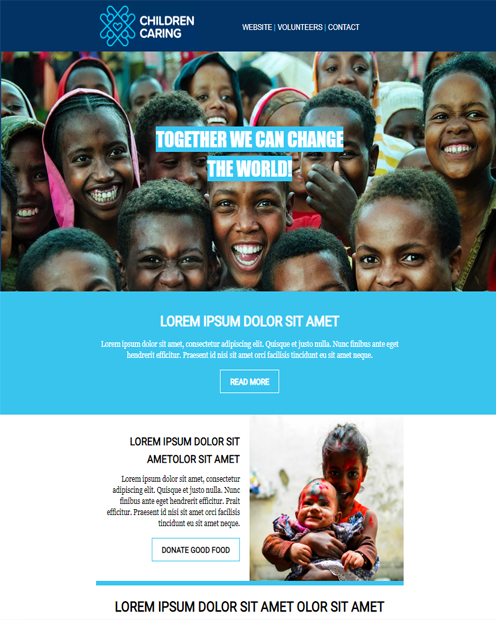 CHILDREN
CARING
WEBSITE | VOLUNTEERS | CONTACT
TOGETHER WE CAN CHANGE
THE WORLD!
LOREM IPSUM DOLOR SIT AMET
Lorem ipsum dolor sit amet, consectetur adipiscing elit. Quisque et justo nulla. Nunc finibus ante eget
hendrerit efficitur. Praesent id nisi sit amet orci facilisis tincidunt eu sit amet neque.
READ MORE
LOREM IPSUM DOLOR SIT
AMETOLOR SIT AMET
Lorem ipsum dolor sit amet, consectetur
adipiscing elit. Quisque et justo nulla. Nunc
finibus ante eget hendrerit efficitur. Prait
efficitur. Praesent id nisi sit amet orci facilisis
tincidunt eu sit amet neque.
DONATE GOOD FOOD
LOREM IPSUM DOLOR SIT AMET OLOR SIT AMET